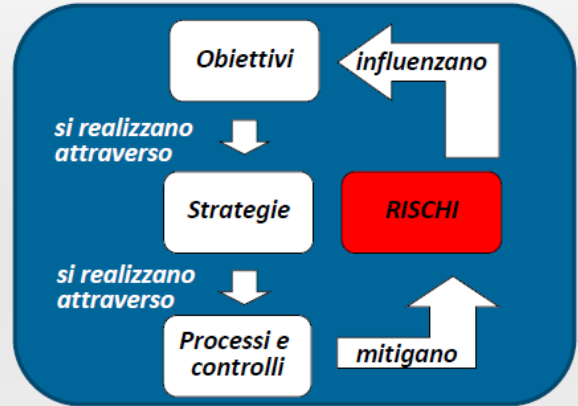 Obiettivi
influenzano
si realizzano
attraverso
Strategie
RISCHI
si realizzano
attraverso
Processi e
controlli
mitigano